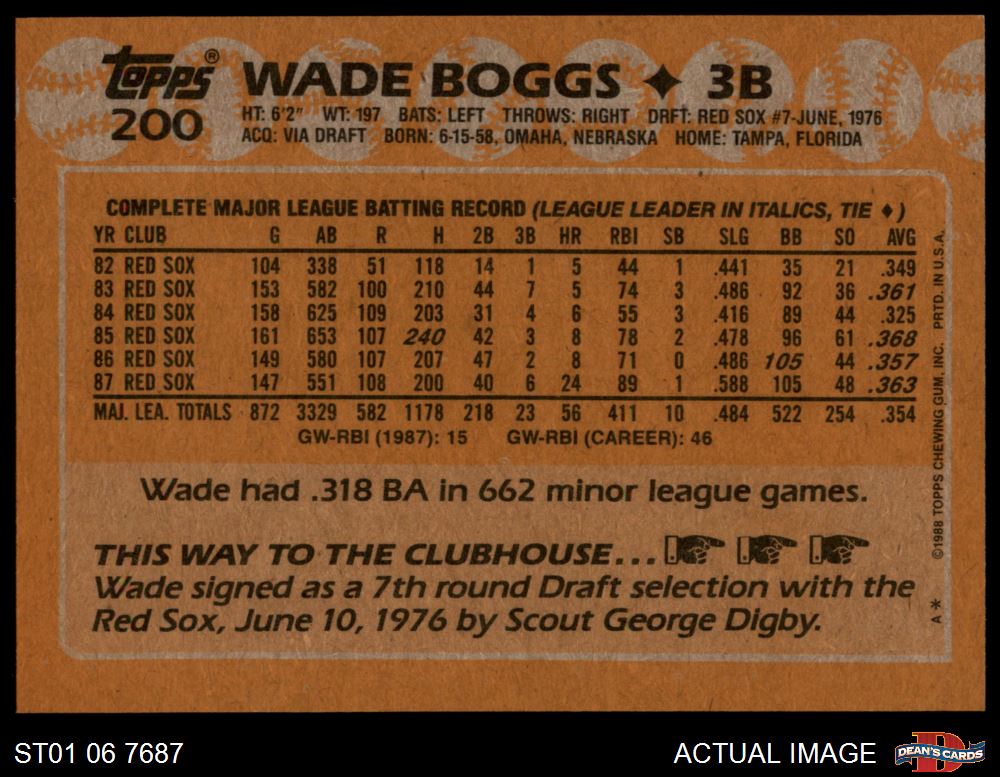 TOPPS® WADE BOGGS ✦ 3B
200 HT: 6'2" WT: 197 BATS: LEFT THROWS: RIGHT DRFT: RED SOX #7-JUNE, 1976
ACQ: VIA DRAFT BORN: 6-15-58, OMAHA, NEBRASKA HOME: TAMPA, FLORIDA
COMPLETE MAJOR LEAGUE BATTING RECORD (LEAGUE LEADER IN ITALICS, TIE ♦)
YR CLUB G AB R H 2B 3B HR RBI SB SLG BB SO AVG
82 RED SOX 104 338 51 118 14 1 5 44 1 .441 35 21 .349
83 RED SOX 153 582 100 210 44 7 5 74 3 .486 92 36 .361
84 RED SOX 158 625 109 203 31 4 6 55 3 .416 89 44 .325
85 RED SOX 161 653 107 240 42 3 8 78 2 .478 96 61 .368
86 RED SOX 149 580 107 207 47 2 8 71 0 .486 105 44 .357
87 RED SOX 147 551 108 200 40 6 24 89 1 .588 105 48 .363
MAJ. LEA. TOTALS 872 3329 582 1178 218 23 56 411 10 .484 522 254 .354
GW-RBI (1987): 15 GW-RBI (CAREER): 46
Wade had .318 BA in 662 minor league games.
THIS WAY TO THE CLUBHOUSE...
Wade signed as a 7th round Draft selection with the
Red Sox, June 10, 1976 by Scout George Digby.
A* ©1988 TOPPS CHEWING GUM, INC. PRTD. IN U.S.A.
ST01 06 7687 ACTUAL IMAGE DEAN'S CARDS